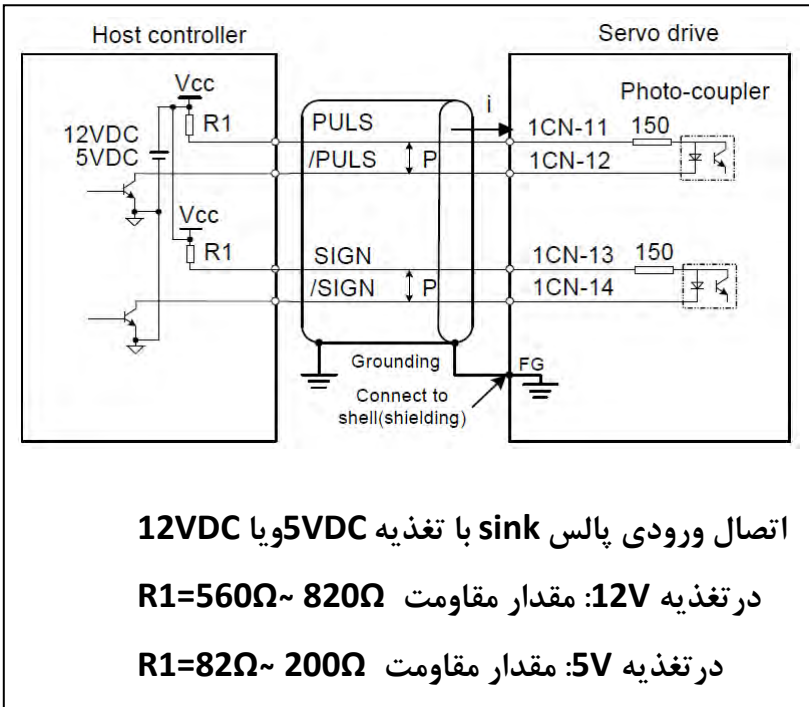 Host controller
Servo drive
Vcc
Photo-coupler
i
R1
PULS
1CN-11
150
12VDC
5VDC
/PULS
P
1CN-12
Vcc
R1
SIGN
1CN-13
150
/SIGN
P
1CN-14
Grounding
FG
Connect to
shell(shielding)
اتصال ورودی پالس sink با تغذیه 5VDCویا 12VDC
درتغذیه 12V: مقدار مقاومت R1=560Ω~ 820Ω
درتغذیه 5V: مقدار مقاومت R1=82Ω~ 200Ω